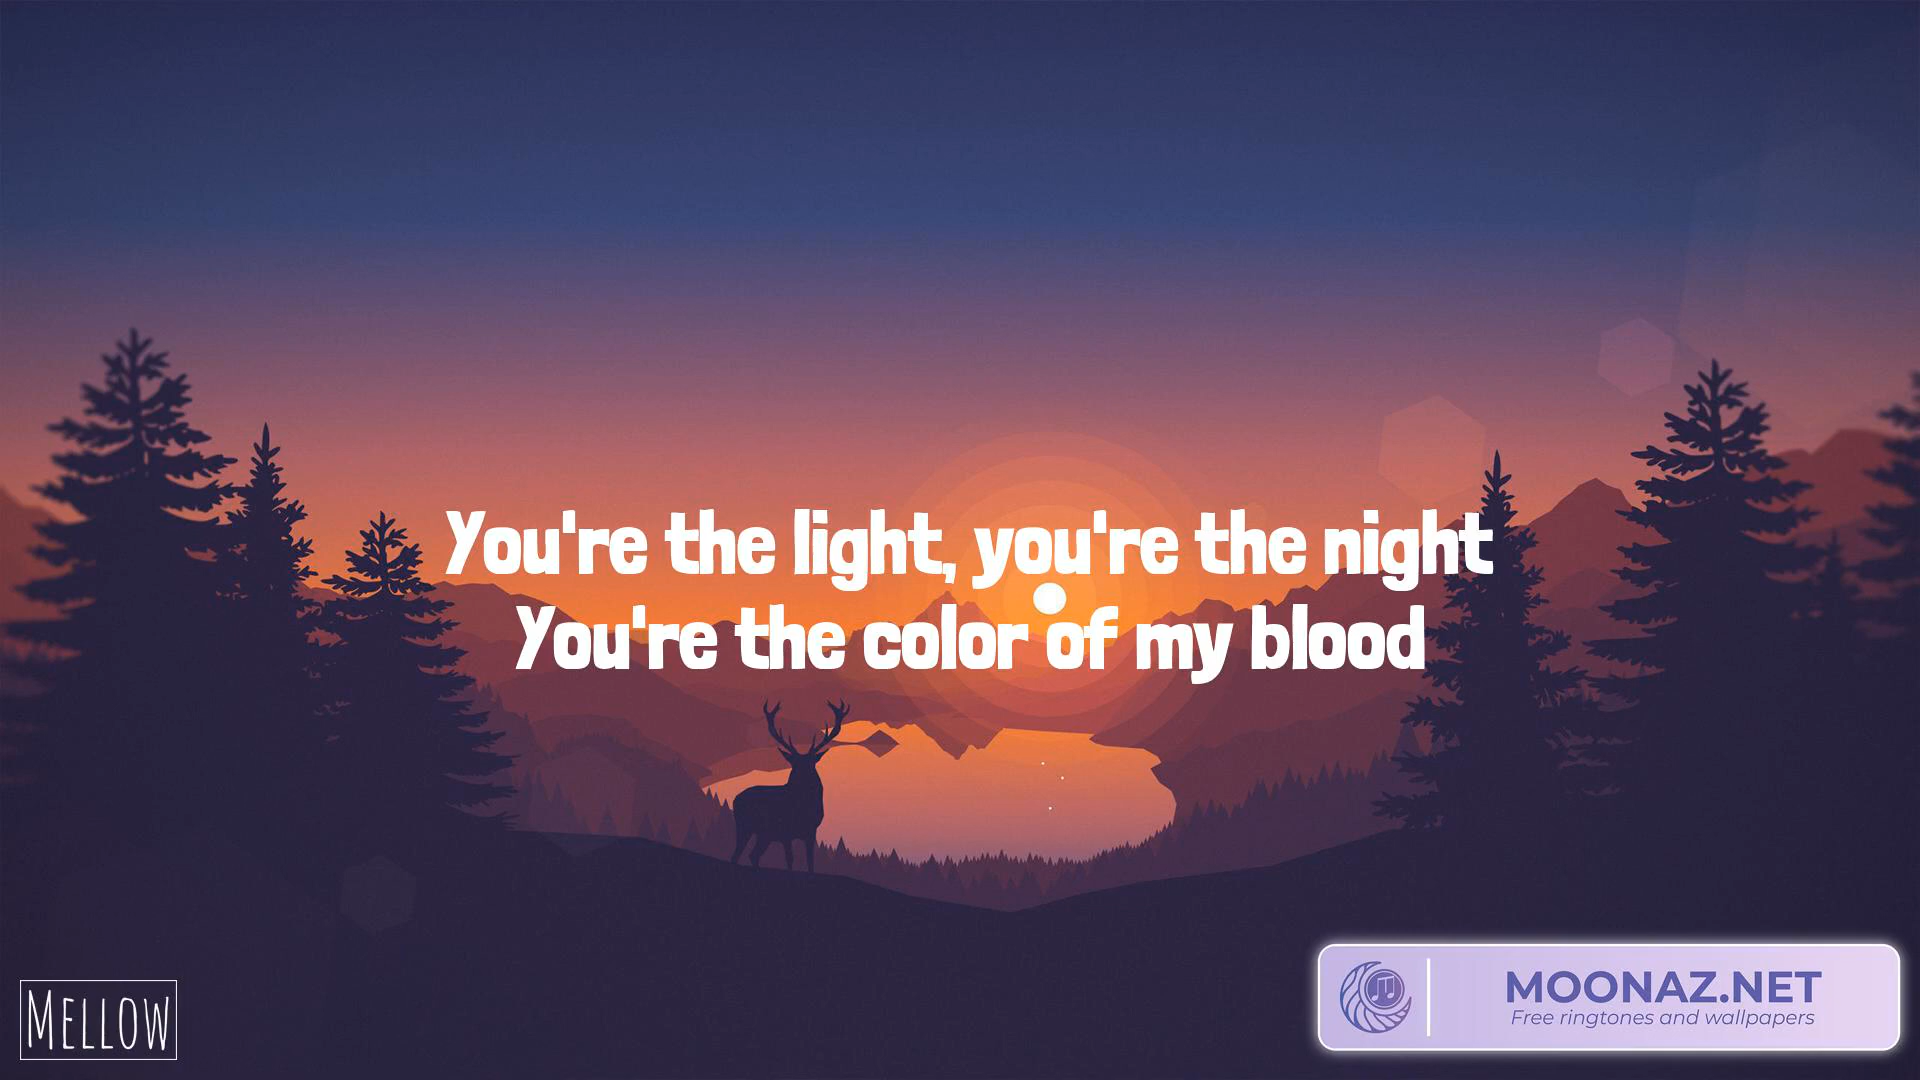 You're the light, you're the night
You're the color of my blood
MELLOW
MOONAZ.NET
Free ringtones and wallpapers